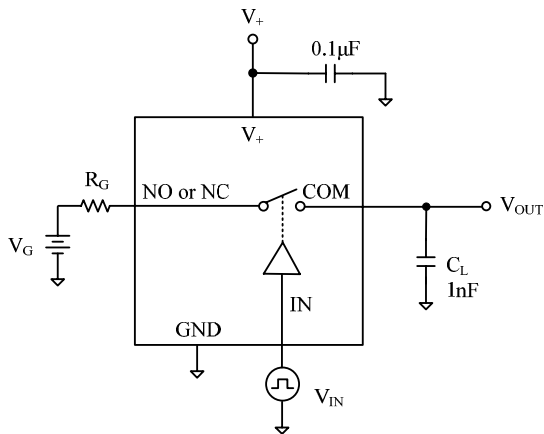 V+
0.1μF
V+
RG
NO or NC
COM
VOUT
VG
CL
1nF
IN
GND
VIN